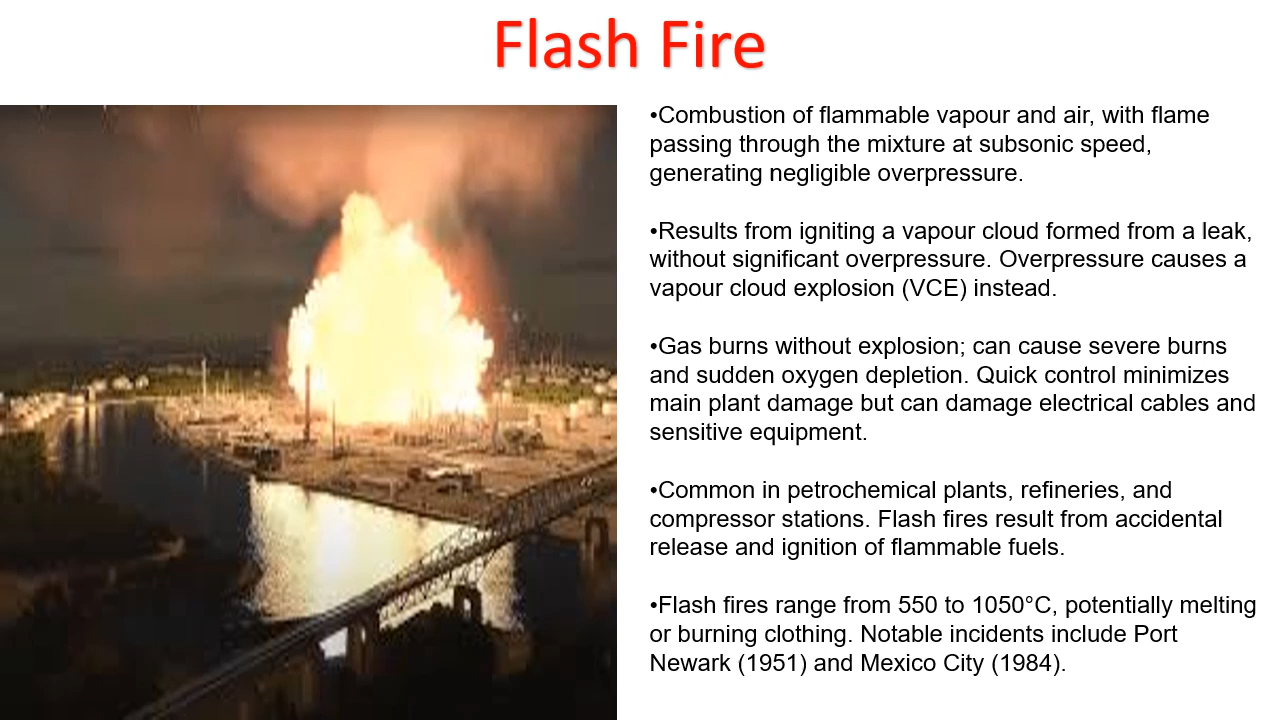 Flash Fire
•Combustion of flammable vapour and air, with flame
passing through the mixture at subsonic speed,
generating negligible overpressure.
•Results from igniting a vapour cloud formed from a leak,
without significant overpressure. Overpressure causes a
vapour cloud explosion (VCE) instead.
•Gas burns without explosion; can cause severe burns
and sudden oxygen depletion. Quick control minimizes
main plant damage but can damage electrical cables and
sensitive equipment.
•Common in petrochemical plants, refineries, and
compressor stations. Flash fires result from accidental
release and ignition of flammable fuels.
•Flash fires range from 550 to 1050°C, potentially melting
or burning clothing. Notable incidents include Port
Newark (1951) and Mexico City (1984).